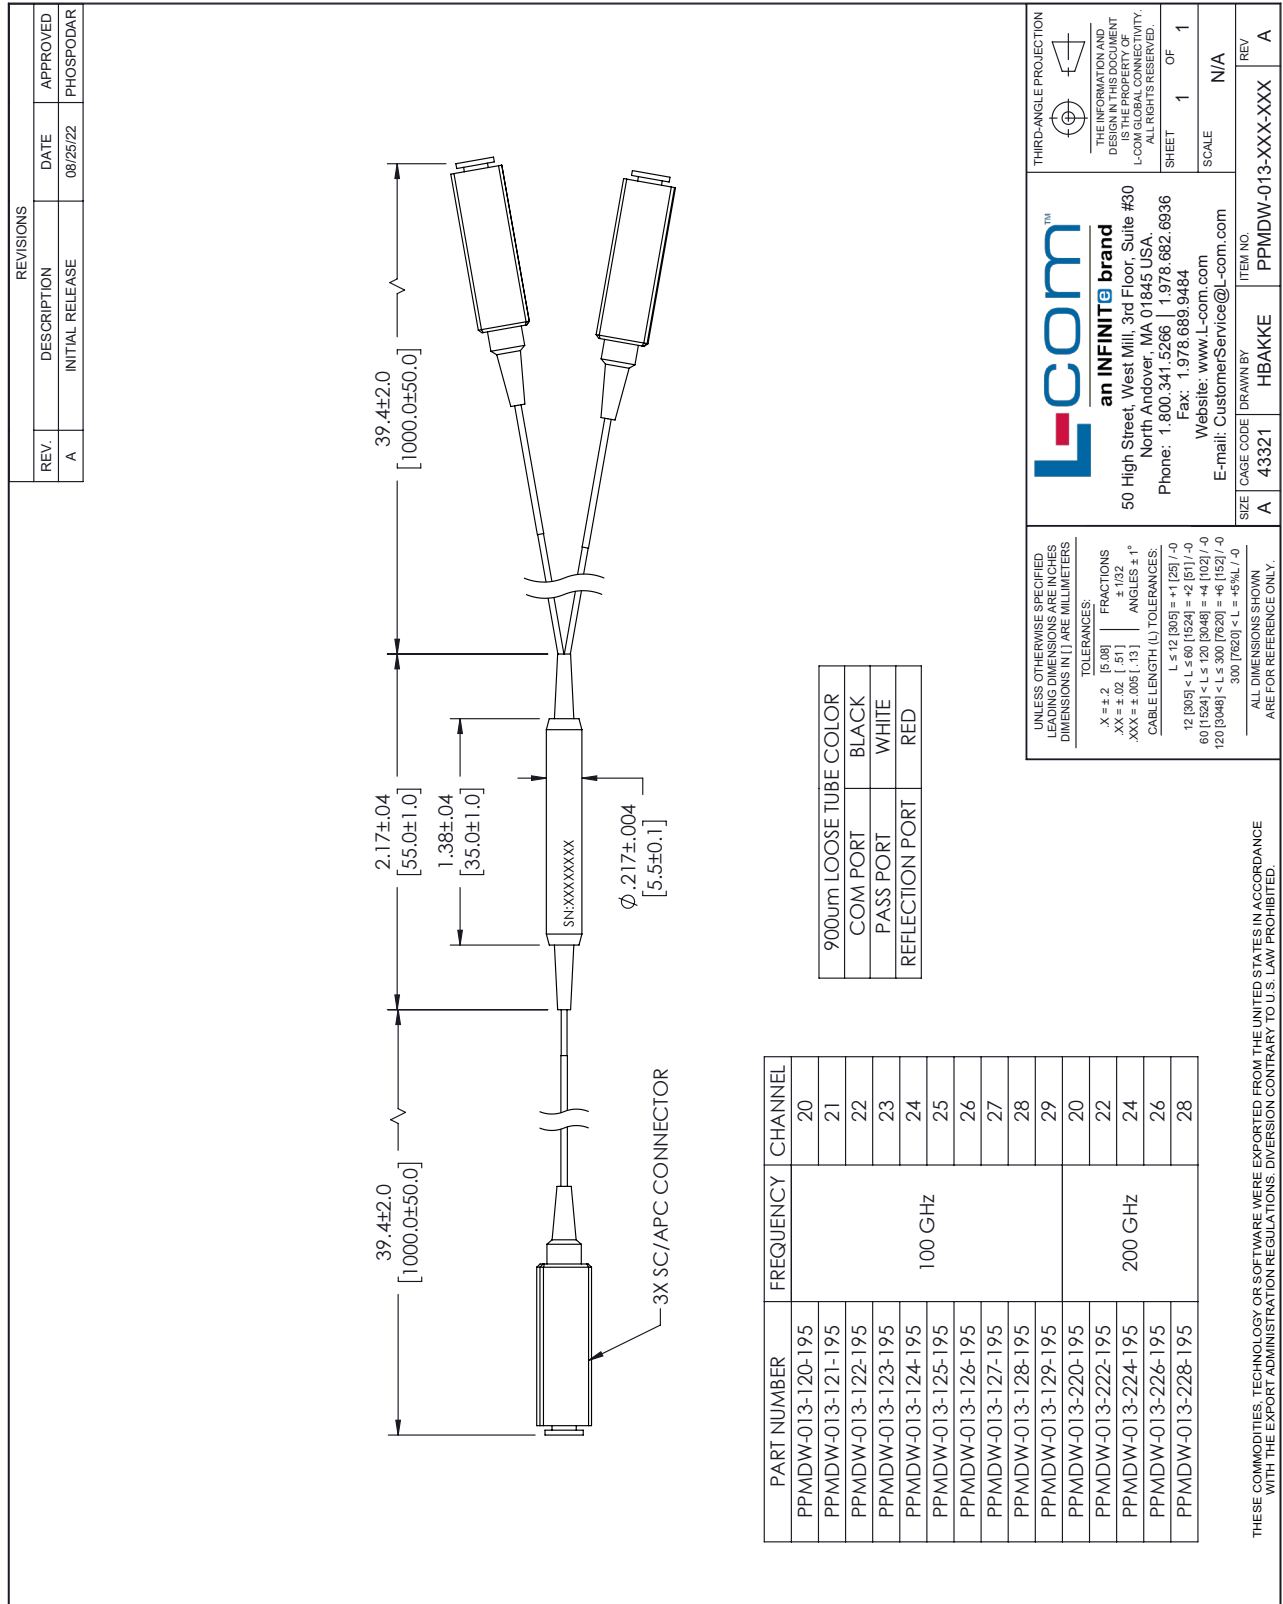 REVISIONS
REV. DESCRIPTION DATE APPROVED
A INITIAL RELEASE 08/25/22 PHOSPODAR
39.4±2.0
[1000.0±50.0]
2.17±.04
[55.0±1.0]
39.4±2.0
[1000.0±50.0]
1.38±.04
[35.0±1.0]
SN:XXXXXXXX
Ø.217±.004
[5.5±0.1]
3X SC/APC CONNECTOR
PART NUMBER FREQUENCY CHANNEL
PPMDW-013-120-195 100 GHz 20
PPMDW-013-121-195 21
PPMDW-013-122-195 22
PPMDW-013-123-195 23
PPMDW-013-124-195 24
PPMDW-013-125-195 25
PPMDW-013-126-195 26
PPMDW-013-127-195 27
PPMDW-013-128-195 28
PPMDW-013-129-195 29
PPMDW-013-220-195 200 GHz 20
PPMDW-013-222-195 22
PPMDW-013-224-195 24
PPMDW-013-226-195 26
PPMDW-013-228-195 28
900um LOOSE TUBE COLOR
COM PORT BLACK
PASS PORT WHITE
REFLECTION PORT RED
UNLESS OTHERWISE SPECIFIED
LEADING DIMENSIONS ARE INCHES
DIMENSIONS IN [ ] ARE MILLIMETERS
TOLERANCES:
.X = ±.2 [5.08] FRACTIONS
.XX = ±.02 [.51] ± 1/32
.XXX = ±.005 [.13] ANGLES ± 1°
CABLE LENGTH (L) TOLERANCES:
L ≤ 12 [305] = +1 [25] / -0
12 [305] < L ≤ 60 [1524] = +2 [51] / -0
60 [1524] < L ≤ 120 [3048] = +4 [102] / -0
120 [3048] < L ≤ 300 [7620] = +6 [152] / -0
300 [7620] < L = +5%L / -0
ALL DIMENSIONS SHOWN
ARE FOR REFERENCE ONLY.
L-com™
an INFINITe brand
50 High Street, West Mill, 3rd Floor, Suite #30
North Andover, MA 01845 USA.
Phone: 1.800.341.5266 | 1.978.682.6936
Fax: 1.978.689.9484
Website: www.L-com.com
E-mail: CustomerService@L-com.com
THIRD-ANGLE PROJECTION
THE INFORMATION AND
DESIGN IN THIS DOCUMENT
IS THE PROPERTY OF
L-COM GLOBAL CONNECTIVITY.
ALL RIGHTS RESERVED.
SHEET 1 OF 1
SCALE N/A
SIZE A
CAGE CODE 43321
DRAWN BY HBAKKE
ITEM NO. PPMDW-013-XXX-XXX
REV A
THESE COMMODITIES, TECHNOLOGY OR SOFTWARE WERE EXPORTED FROM THE UNITED STATES IN ACCORDANCE
WITH THE EXPORT ADMINISTRATION REGULATIONS. DIVERSION CONTRARY TO U.S. LAW PROHIBITED.